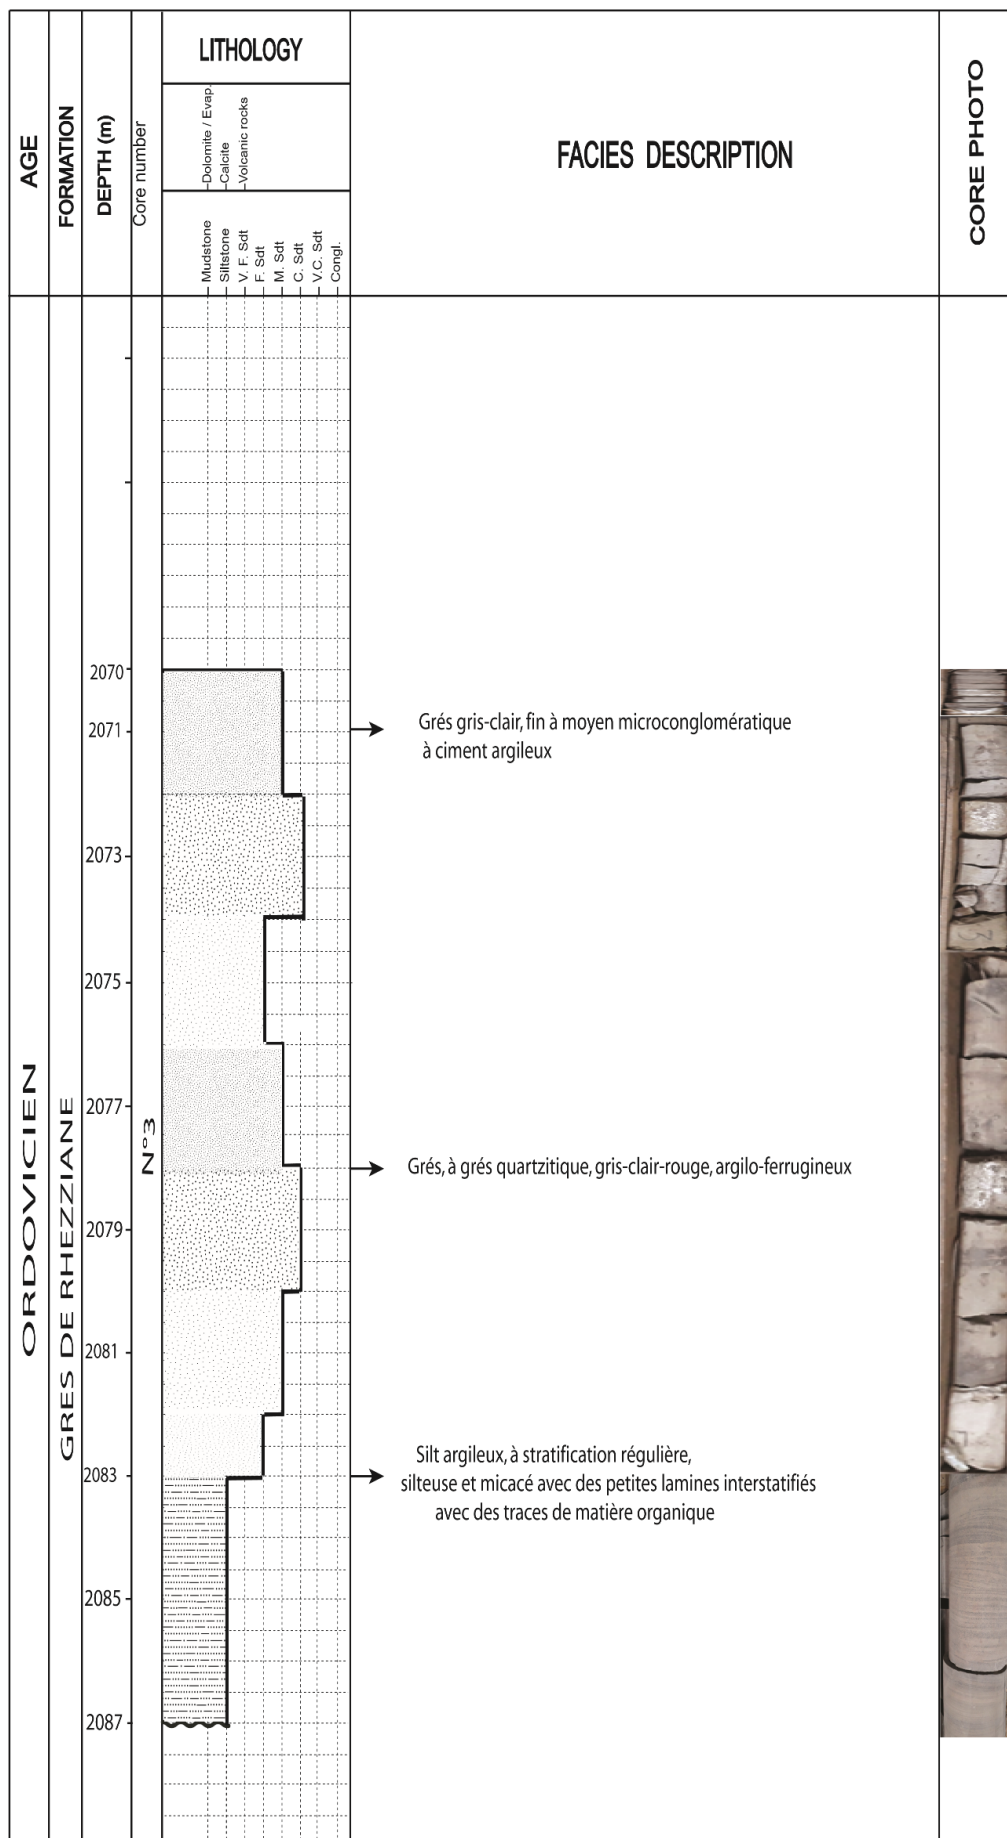 AGE
FORMATION
DEPTH (m)
Core number
LITHOLOGY
Dolomite / Evap.
Calcite
Volcanic rocks
Mudstone
Siltstone
V. F. Sdt
F. Sdt
M. Sdt
C. Sdt
V.C. Sdt
Congl.
FACIES DESCRIPTION
CORE PHOTO
ORDOVICIEN
GRES DE RHEZZIANE
N°3
2070
2071
2073
2075
2077
2079
2081
2083
2085
2087
Grés gris-clair, fin à moyen microconglomératique
à ciment argileux
Grés, à grés quartzitique, gris-clair-rouge, argilo-ferrugineux
Silt argileux, à stratification régulière,
silteuse et micacé avec des petites lamines interstatifiés
avec des traces de matière organique